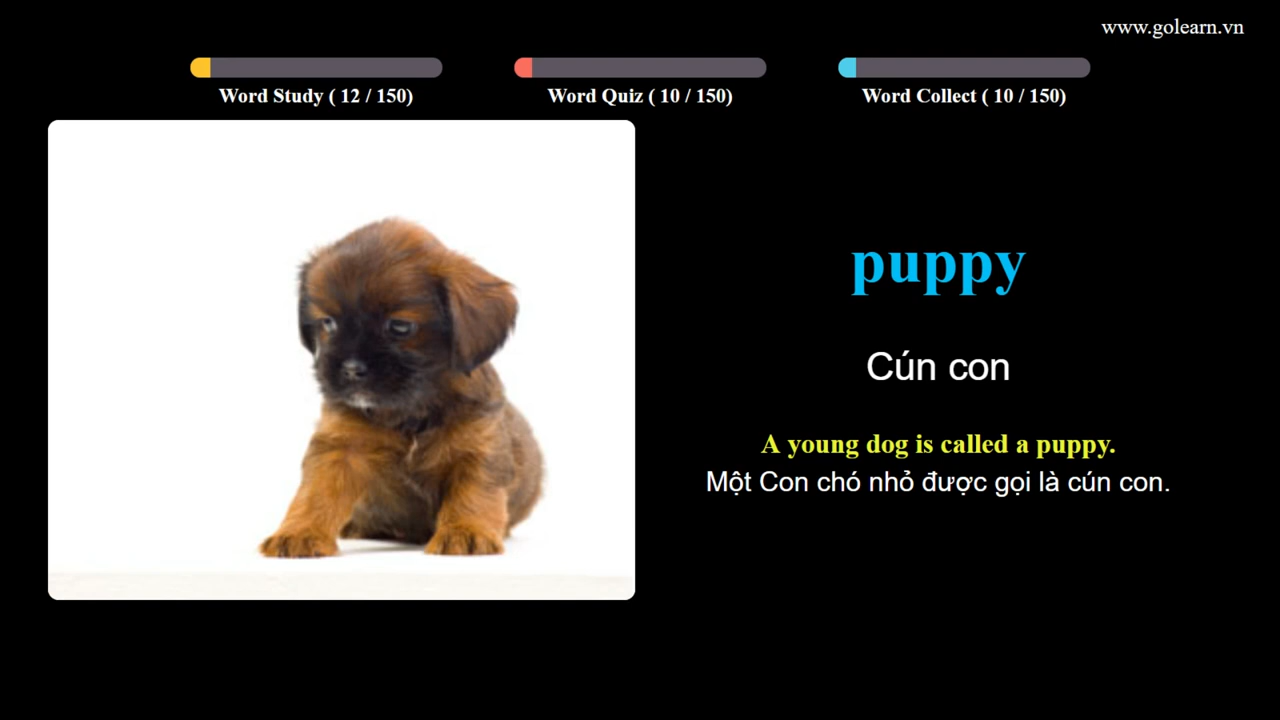 www.golearn.vn
Word Study ( 12 / 150)
Word Quiz ( 10 / 150)
Word Collect ( 10 / 150)
puppy
Cún con
A young dog is called a puppy.
Một Con chó nhỏ được gọi là cún con.